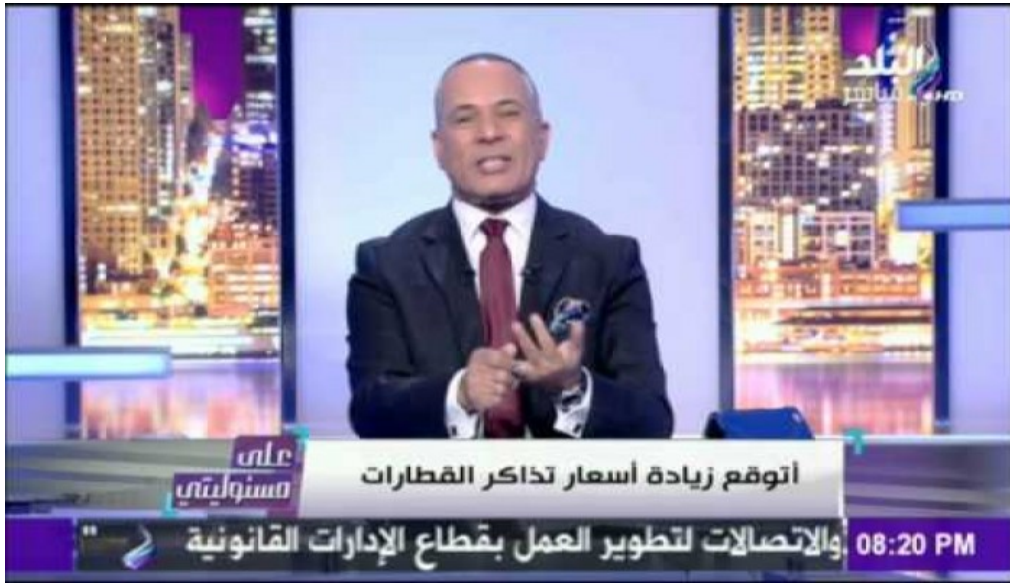 البلد
على
مسئوليتي
أتوقع زيادة أسعار تذاكر القطارات
والاتصالات لتطوير العمل بقطاع الإدارات القانونية "
08:20 PM